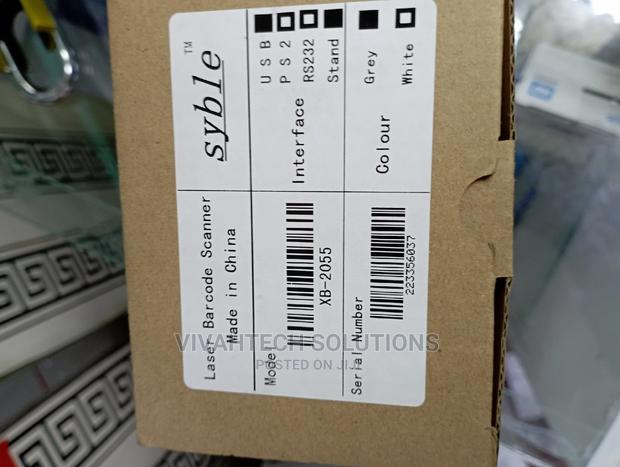 Laser Barcode Scanner
Made in China
syble™
Model
XB-2055
Interface
USB
PS2
RS232
Stand
Serial Number
223356037
Colour
Grey
White
VIVAHTECH SOLUTIONS
POSTED ON JIJI